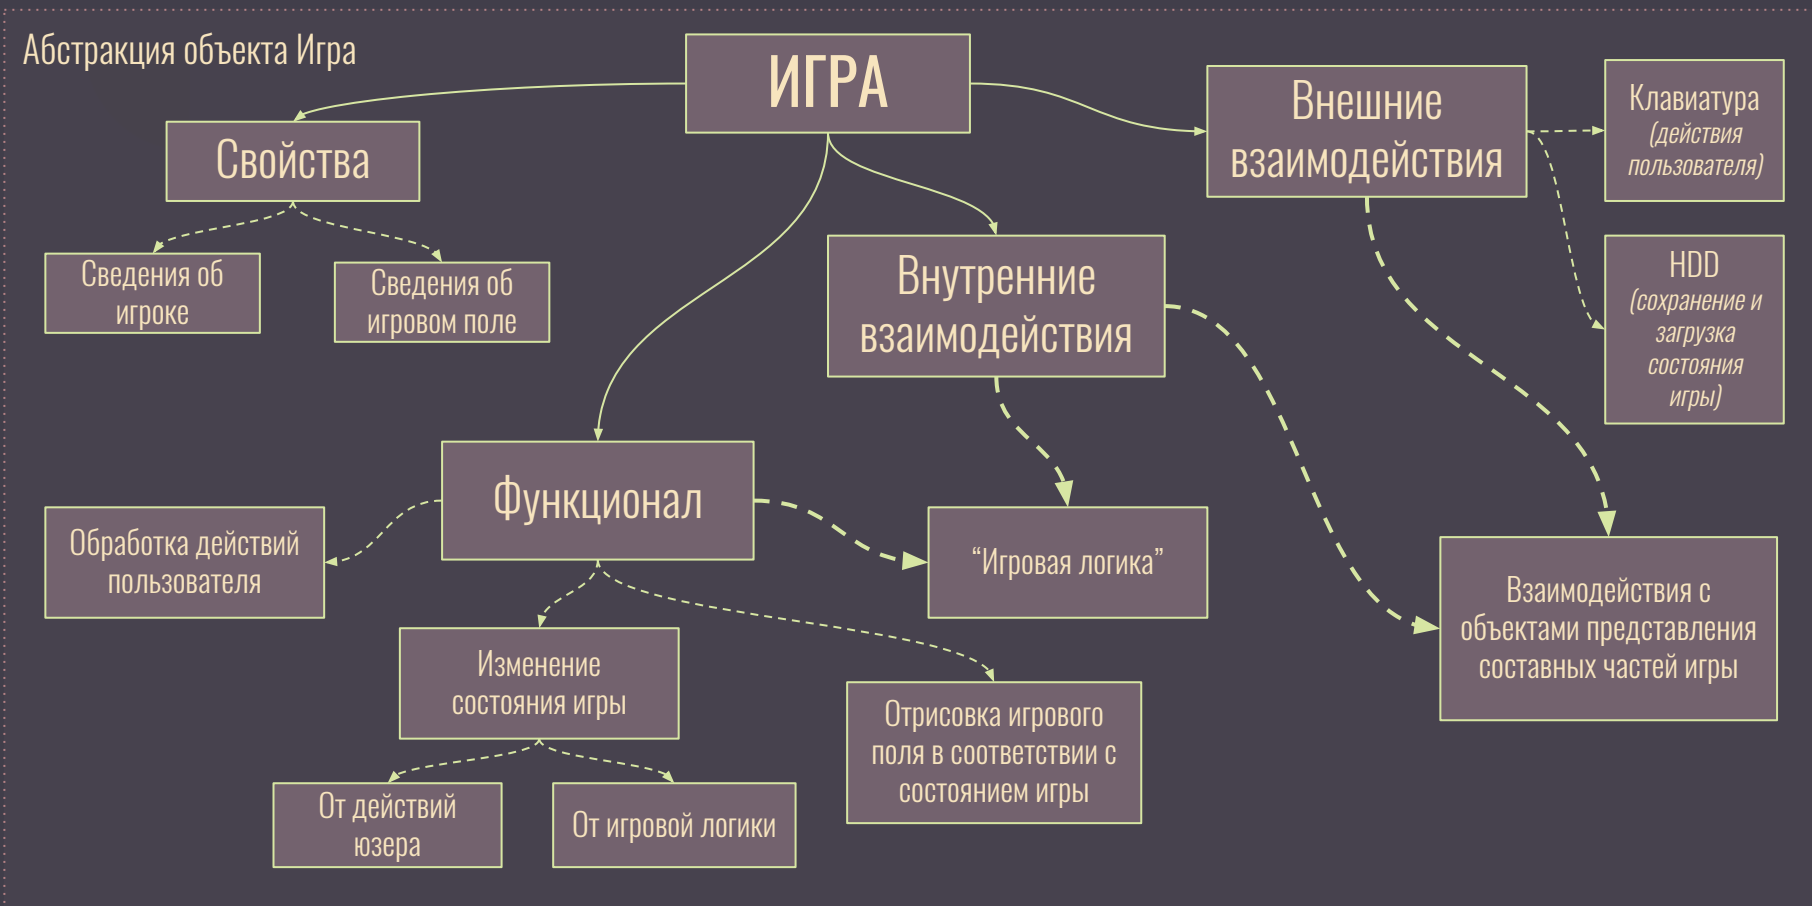 Абстракция объекта Игра
ИГРА
Свойства
Сведения об
игроке
Сведения об
игровом поле
Внешние
взаимодействия
Клавиатура
(действия
пользователя)
HDD
(сохранение и
загрузка
состояния
игры)
Внутренние
взаимодействия
Функционал
Обработка действий
пользователя
“Игровая логика”
Взаимодействия с
объектами представления
составных частей игры
Изменение
состояния игры
Отрисовка игрового
поля в соответствии с
состоянием игры
От действий
юзера
От игровой логики